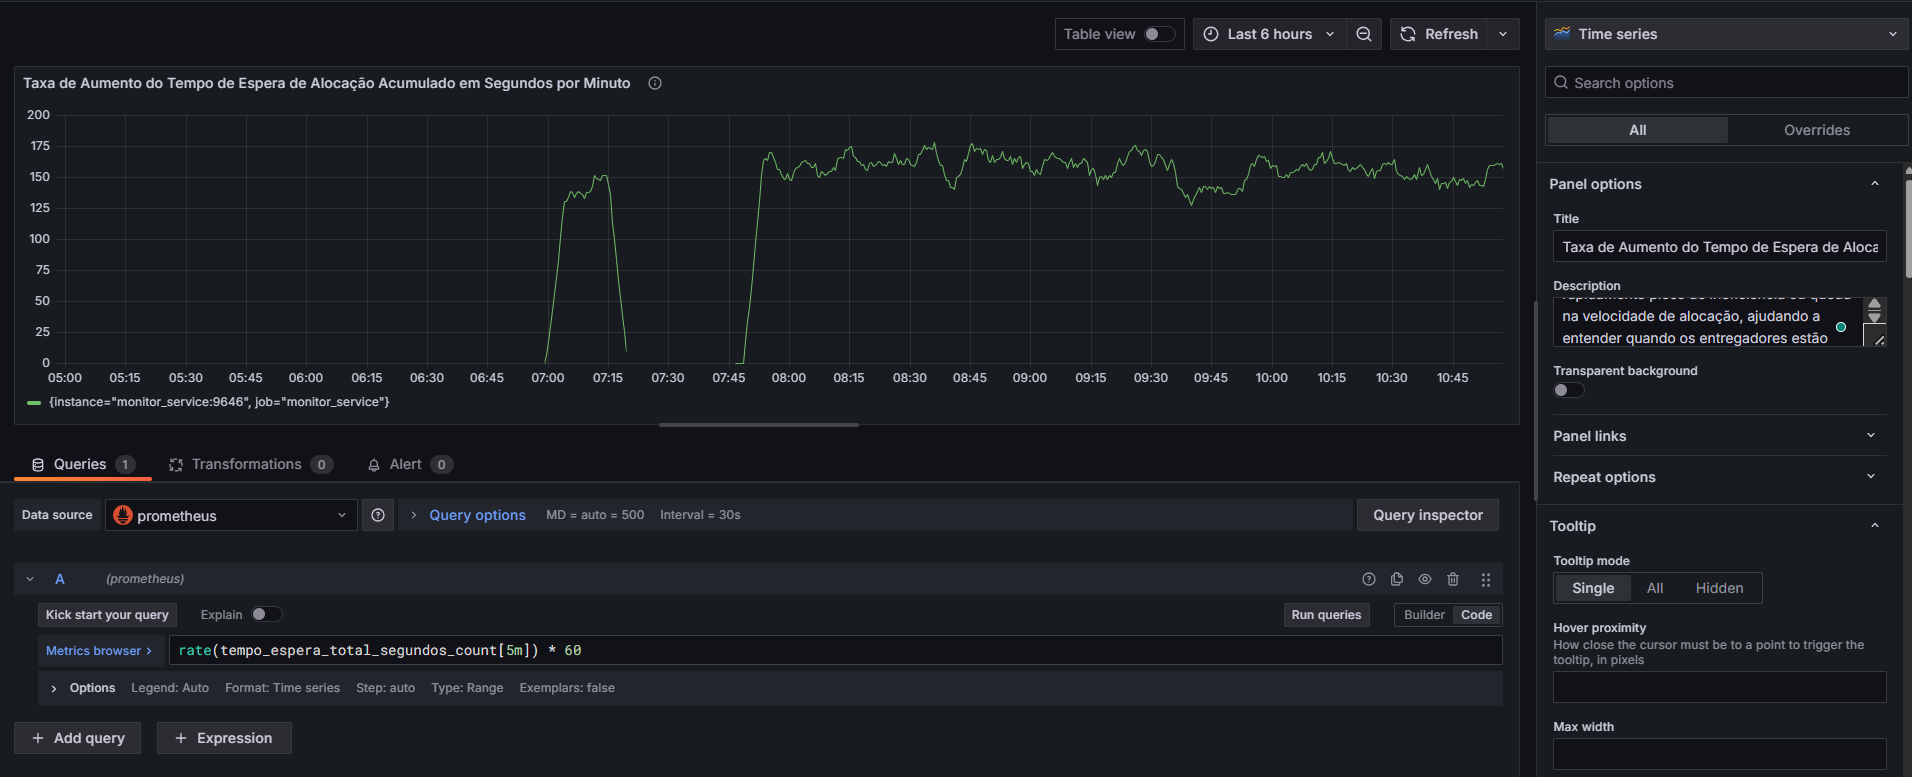 Table view
Last 6 hours
Refresh
Time series
Taxa de Aumento do Tempo de Espera de Alocação Acumulado em Segundos por Minuto
200
175
150
125
100
75
50
25
0
05:00 05:15 05:30 05:45 06:00 06:15 06:30 06:45 07:00 07:15 07:30 07:45 08:00 08:15 08:30 08:45 09:00 09:15 09:30 09:45 10:00 10:15 10:30 10:45
{instance="monitor_service:9646", job="monitor_service"}
Queries 1 Transformations 0 Alert 0
Data source prometheus Query options MD = auto = 500 Interval = 30s Query inspector
A (prometheus)
Kick start your query Explain Run queries Builder Code
Metrics browser > rate(tempo_espera_total_segundos_count[5m]) * 60
Options Legend: Auto Format: Time series Step: auto Type: Range Exemplars: false
+ Add query + Expression
Search options
All Overrides
Panel options
Title
Taxa de Aumento do Tempo de Espera de Aloca
Description
na velocidade de alocação, ajudando a
entender quando os entregadores estão
Transparent background
Panel links
Repeat options
Tooltip
Tooltip mode
Single All Hidden
Hover proximity
How close the cursor must be to a point to trigger the
tooltip, in pixels
Max width